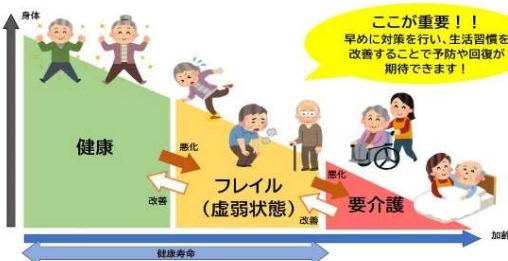 身体
ここが重要！！
早めに対策を行い、生活習慣を
改善することで予防や回復が
期待できます！
健康
悪化
改善
フレイル
（虚弱状態）
悪化
改善
要介護
加齢
健康寿命